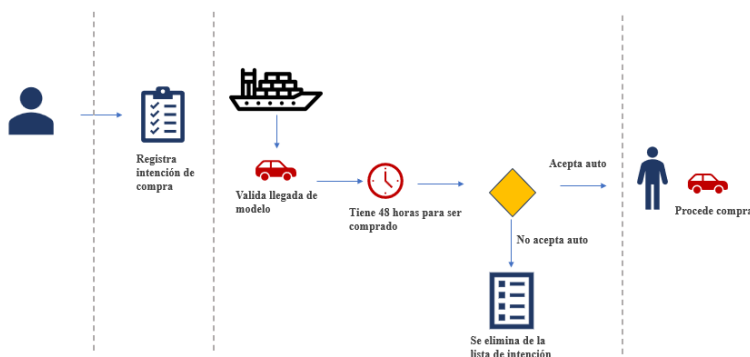 Registra
intención de
compra
Valida llegada de
modelo
Tiene 48 horas para ser
comprado
Acepta auto
No acepta auto
Se elimina de la
lista de intención
Procede compra